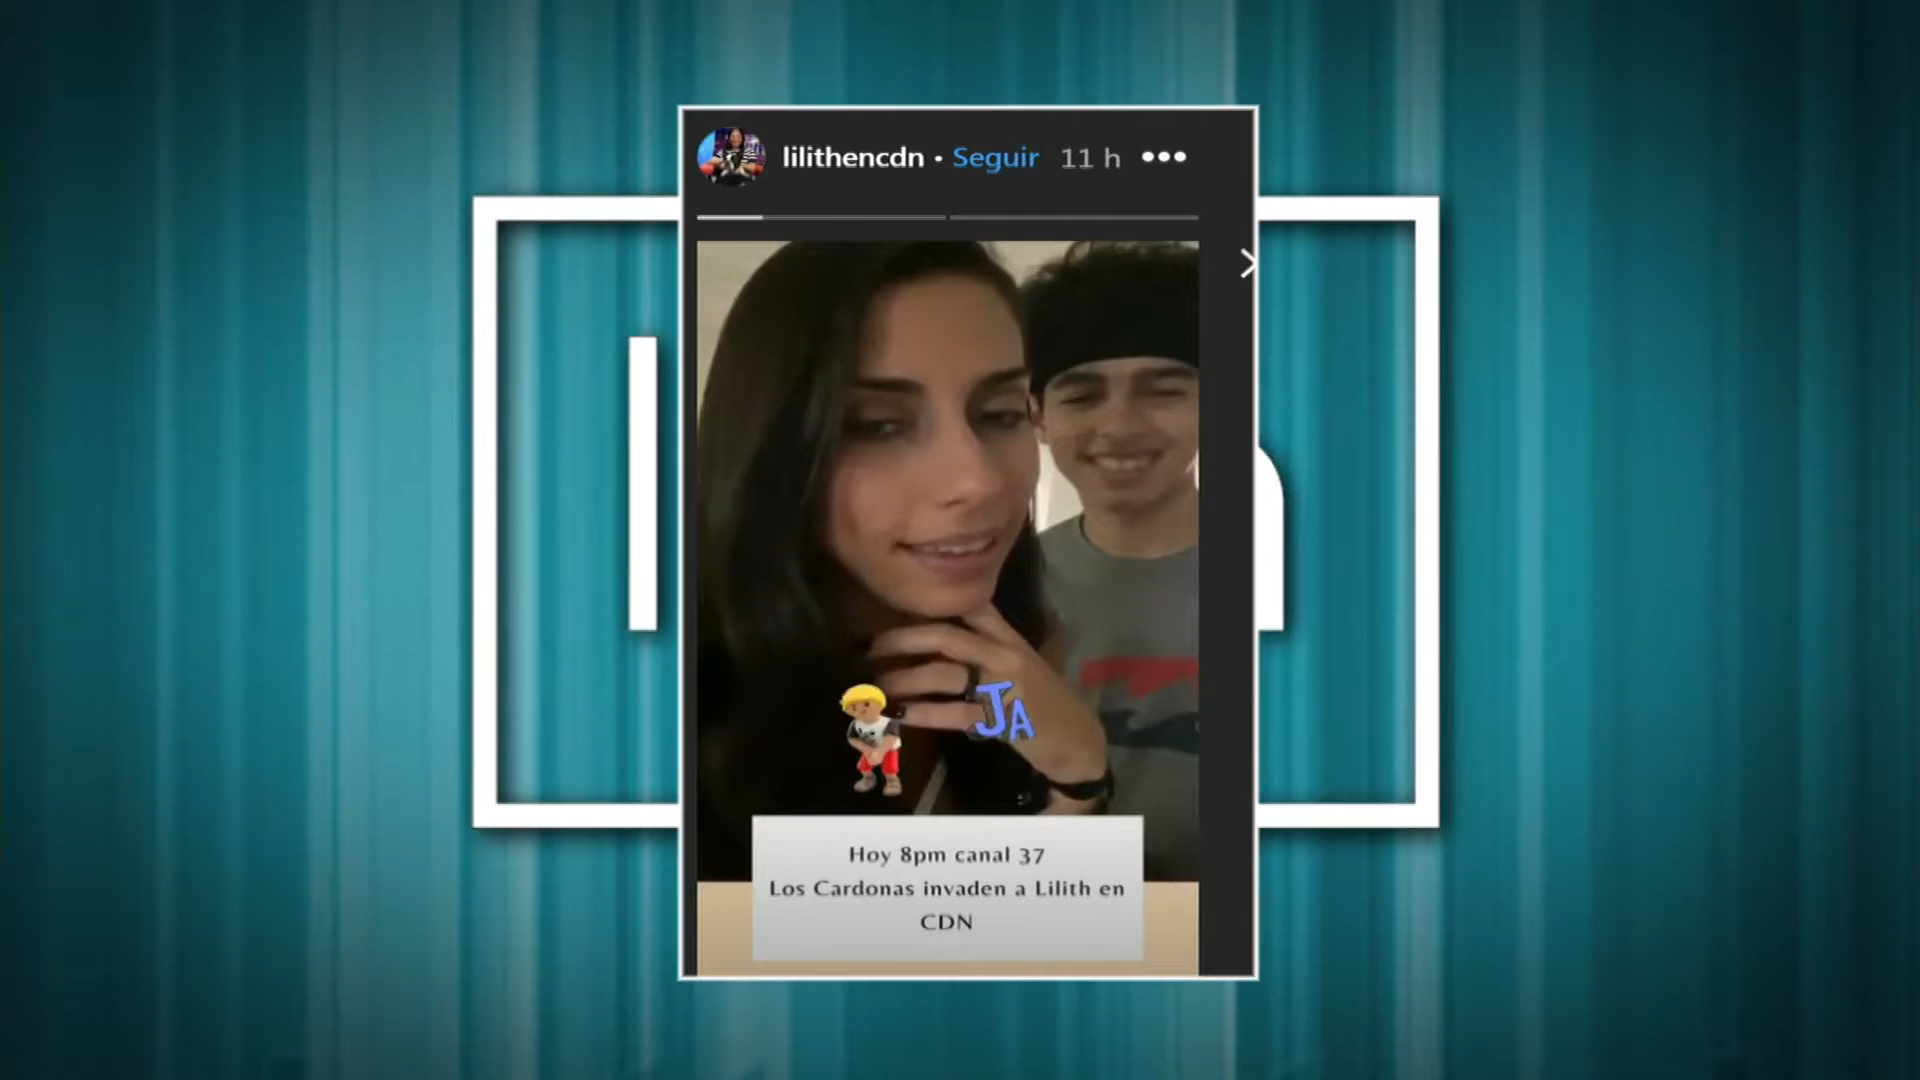 lilithencdn • Seguir 11 h •••
JA
Hoy 8pm canal 37
Los Cardonas invaden a Lilith en
CDN